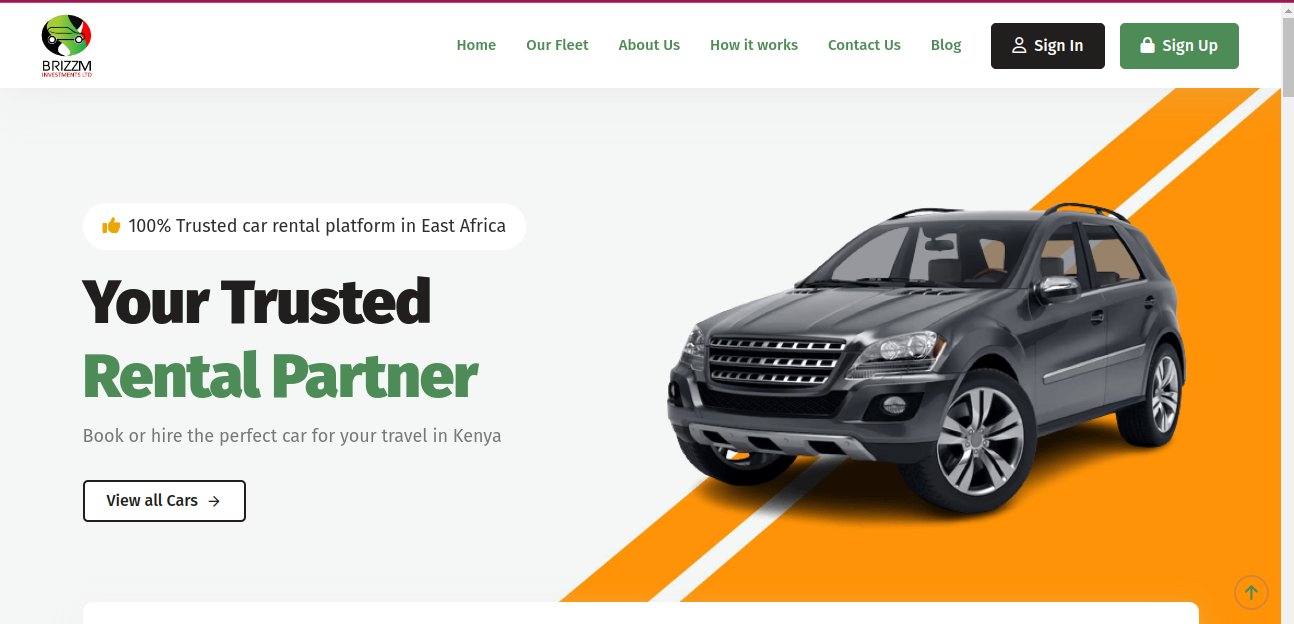 BRIZZM
INVESTMENTS LTD
Home
Our Fleet
About Us
How it works
Contact Us
Blog
Sign In
Sign Up
100% Trusted car rental platform in East Africa
Your Trusted
Rental Partner
Book or hire the perfect car for your travel in Kenya
View all Cars